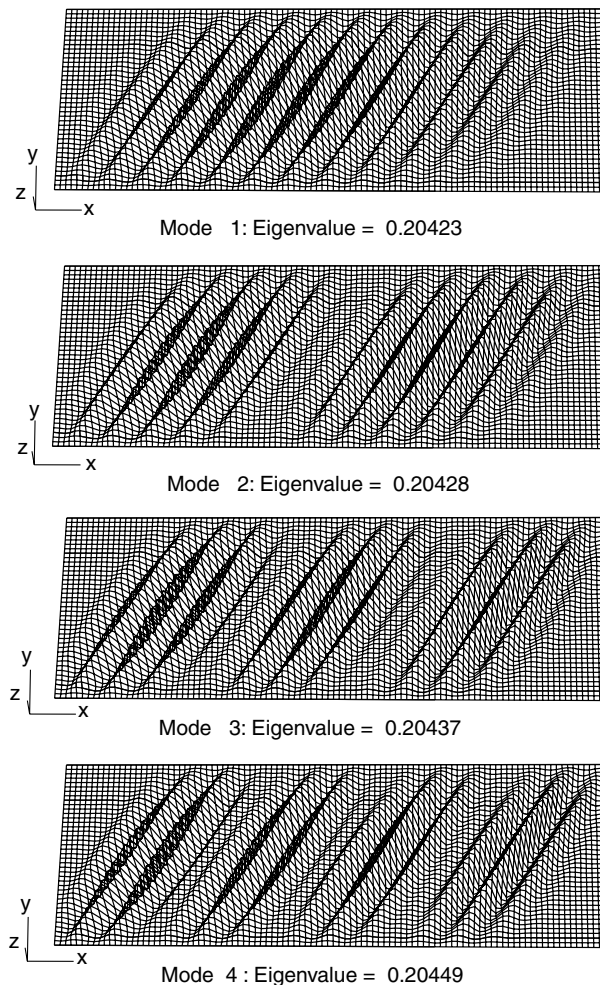 y
z
x
Mode 1: Eigenvalue = 0.20423
y
z
x
Mode 2: Eigenvalue = 0.20428
y
z
x
Mode 3: Eigenvalue = 0.20437
y
z
x
Mode 4 : Eigenvalue = 0.20449